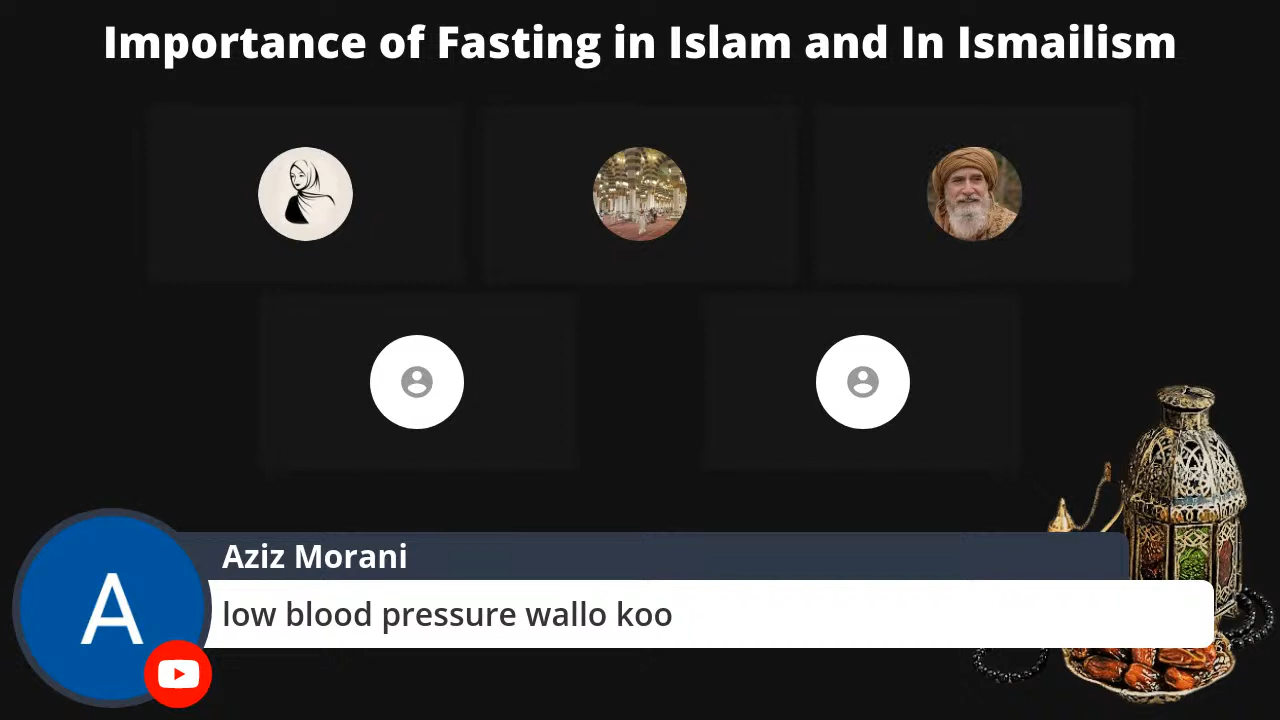 Importance of Fasting in Islam and In Ismailism
A
Aziz Morani
low blood pressure wallo koo